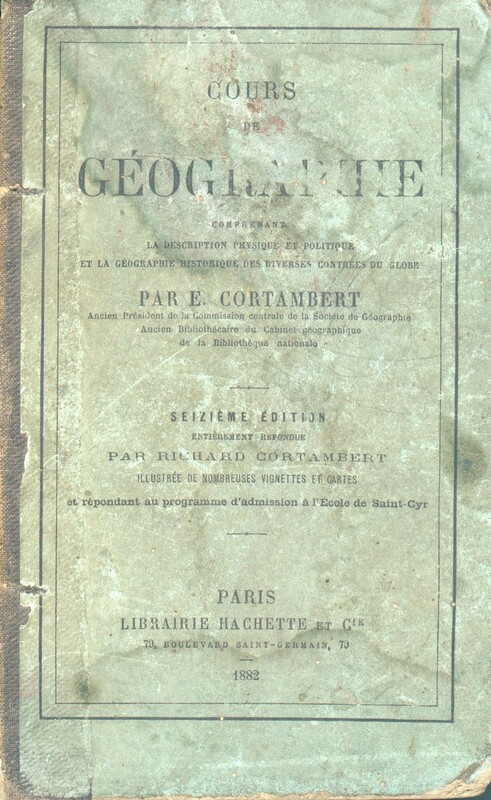 COURS
DE
GÉOGRAPHIE
COMPRENANT
LA DESCRIPTION PHYSIQUE ET POLITIQUE
ET LA GÉOGRAPHIE HISTORIQUE DES DIVERSES CONTRÉES DU GLOBE
PAR E. CORTAMBERT
Ancien Président de la Commission centrale de la Société de Géographie
Ancien Bibliothécaire du Cabinet géographique
de la Bibliothèque nationale
SEIZIÈME ÉDITION
ENTIÈREMENT REFONDUE
PAR RICHARD CORTAMBERT
ILLUSTRÉE DE NOMBREUSES VIGNETTES ET CARTES
et répondant au programme d'admission à l'École de Saint-Cyr
PARIS
LIBRAIRIE HACHETTE ET Cie
79, BOULEVARD SAINT-GERMAIN, 79
1882